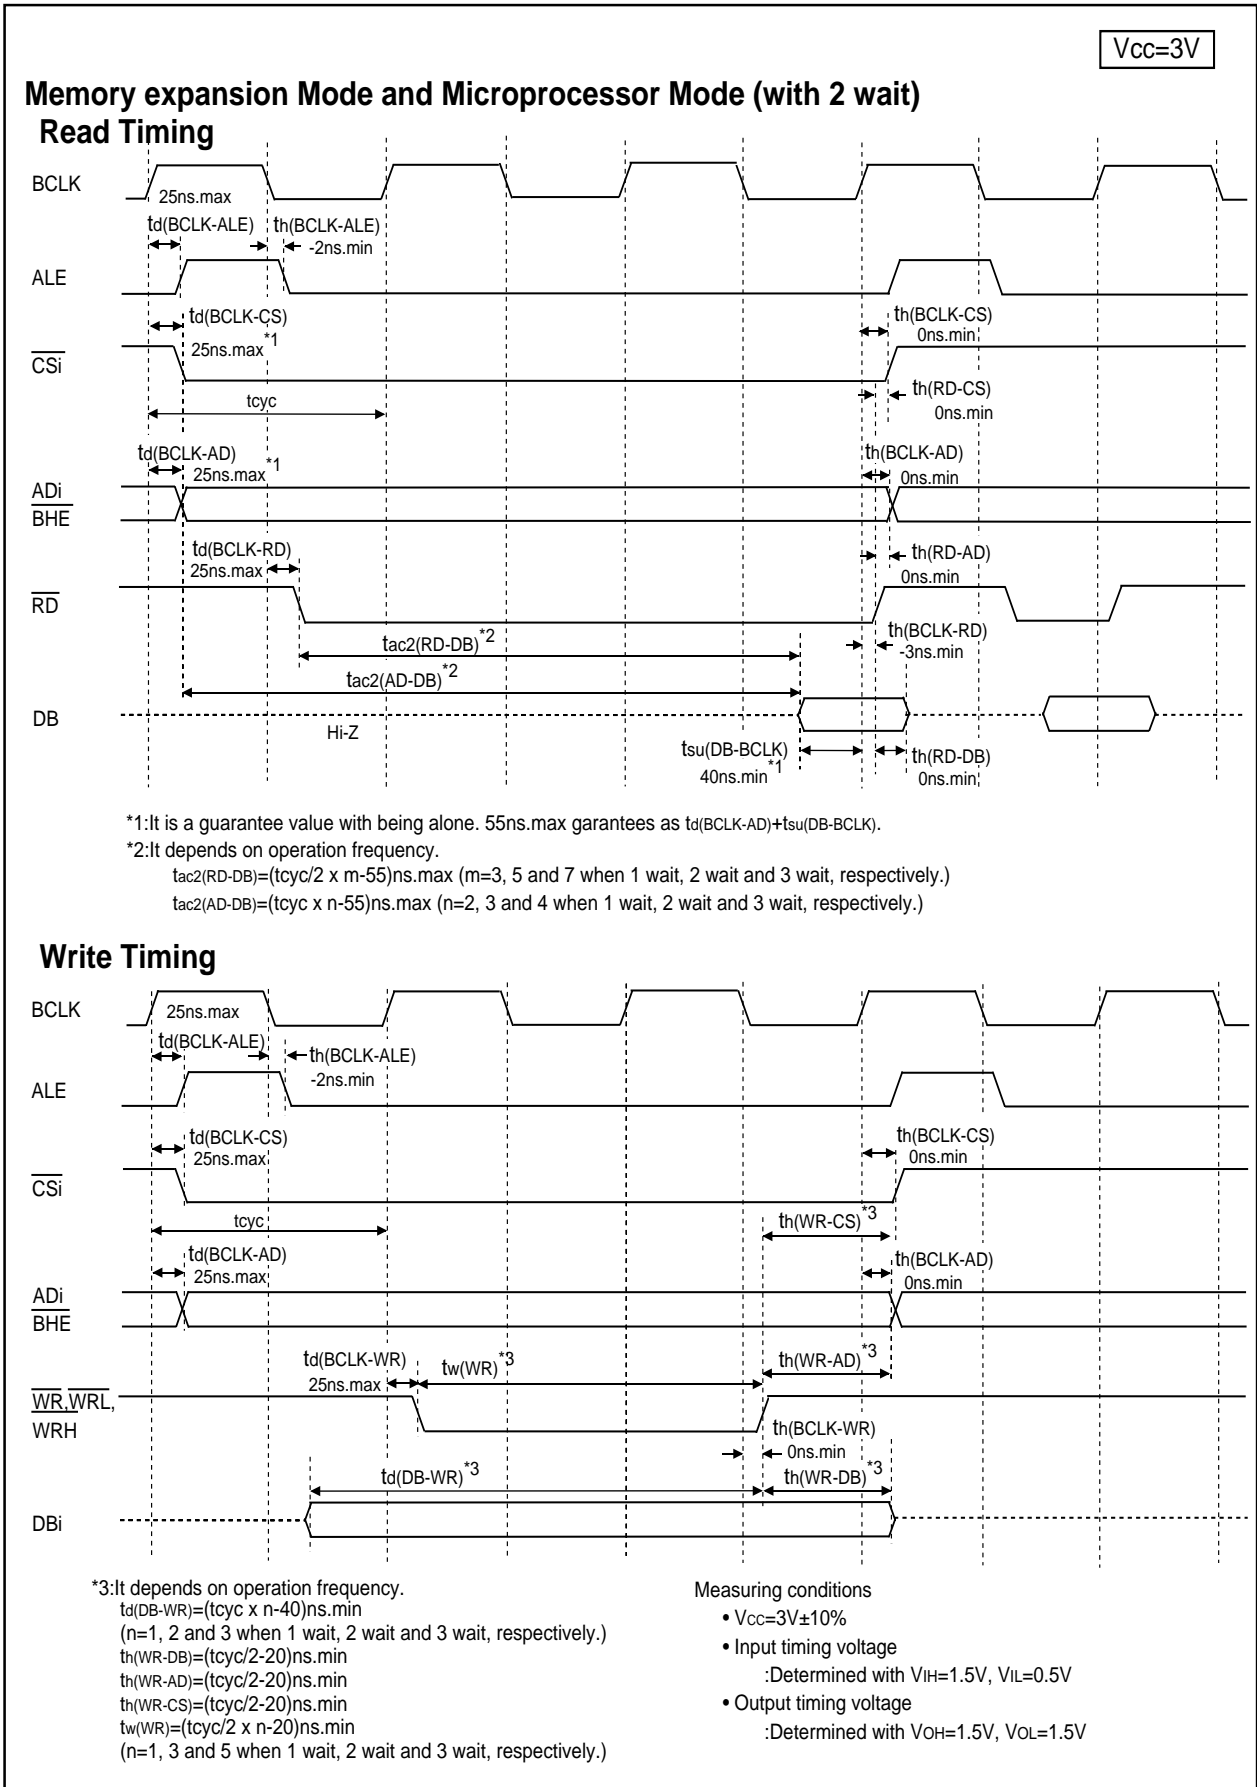 Vcc=3V
Memory expansion Mode and Microprocessor Mode (with 2 wait)
Read Timing
BCLK
25ns.max
td(BCLK-ALE)
th(BCLK-ALE)
-2ns.min
ALE
td(BCLK-CS)
25ns.max*1
th(BCLK-CS)
0ns.min
CSi
tcyc
th(RD-CS)
0ns.min
td(BCLK-AD)
25ns.max*1
th(BCLK-AD)
0ns.min
ADi
BHE
td(BCLK-RD)
25ns.max
th(RD-AD)
0ns.min
RD
tac2(RD-DB)*2
th(BCLK-RD)
-3ns.min
tac2(AD-DB)*2
DB
Hi-Z
tsu(DB-BCLK)
40ns.min*1
th(RD-DB)
0ns.min
*1:It is a guarantee value with being alone. 55ns.max garantees as td(BCLK-AD)+tsu(DB-BCLK).
*2:It depends on operation frequency.
tac2(RD-DB)=(tcyc/2 x m-55)ns.max (m=3, 5 and 7 when 1 wait, 2 wait and 3 wait, respectively.)
tac2(AD-DB)=(tcyc x n-55)ns.max (n=2, 3 and 4 when 1 wait, 2 wait and 3 wait, respectively.)
Write Timing
BCLK
25ns.max
td(BCLK-ALE)
th(BCLK-ALE)
-2ns.min
ALE
td(BCLK-CS)
25ns.max
th(BCLK-CS)
0ns.min
CSi
tcyc
th(WR-CS)*3
td(BCLK-AD)
25ns.max
th(BCLK-AD)
0ns.min
ADi
BHE
td(BCLK-WR)
25ns.max
tw(WR)*3
th(WR-AD)*3
WR,WRL,
WRH
th(BCLK-WR)
0ns.min
td(DB-WR)*3
th(WR-DB)*3
DBi
*3:It depends on operation frequency.
td(DB-WR)=(tcyc x n-40)ns.min
(n=1, 2 and 3 when 1 wait, 2 wait and 3 wait, respectively.)
th(WR-DB)=(tcyc/2-20)ns.min
th(WR-AD)=(tcyc/2-20)ns.min
th(WR-CS)=(tcyc/2-20)ns.min
tw(WR)=(tcyc/2 x n-20)ns.min
(n=1, 3 and 5 when 1 wait, 2 wait and 3 wait, respectively.)
Measuring conditions
• VCC=3V±10%
• Input timing voltage
:Determined with VIH=1.5V, VIL=0.5V
• Output timing voltage
:Determined with VOH=1.5V, VOL=1.5V